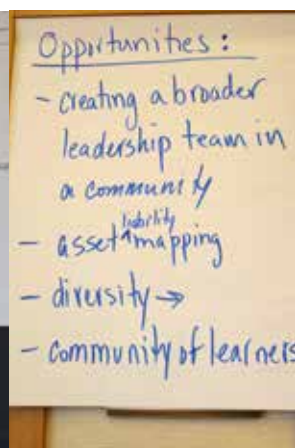 Opportunities:
- creating a broader
leadership team in
a community
- asset ^liability mapping
- diversity →
- community of learners